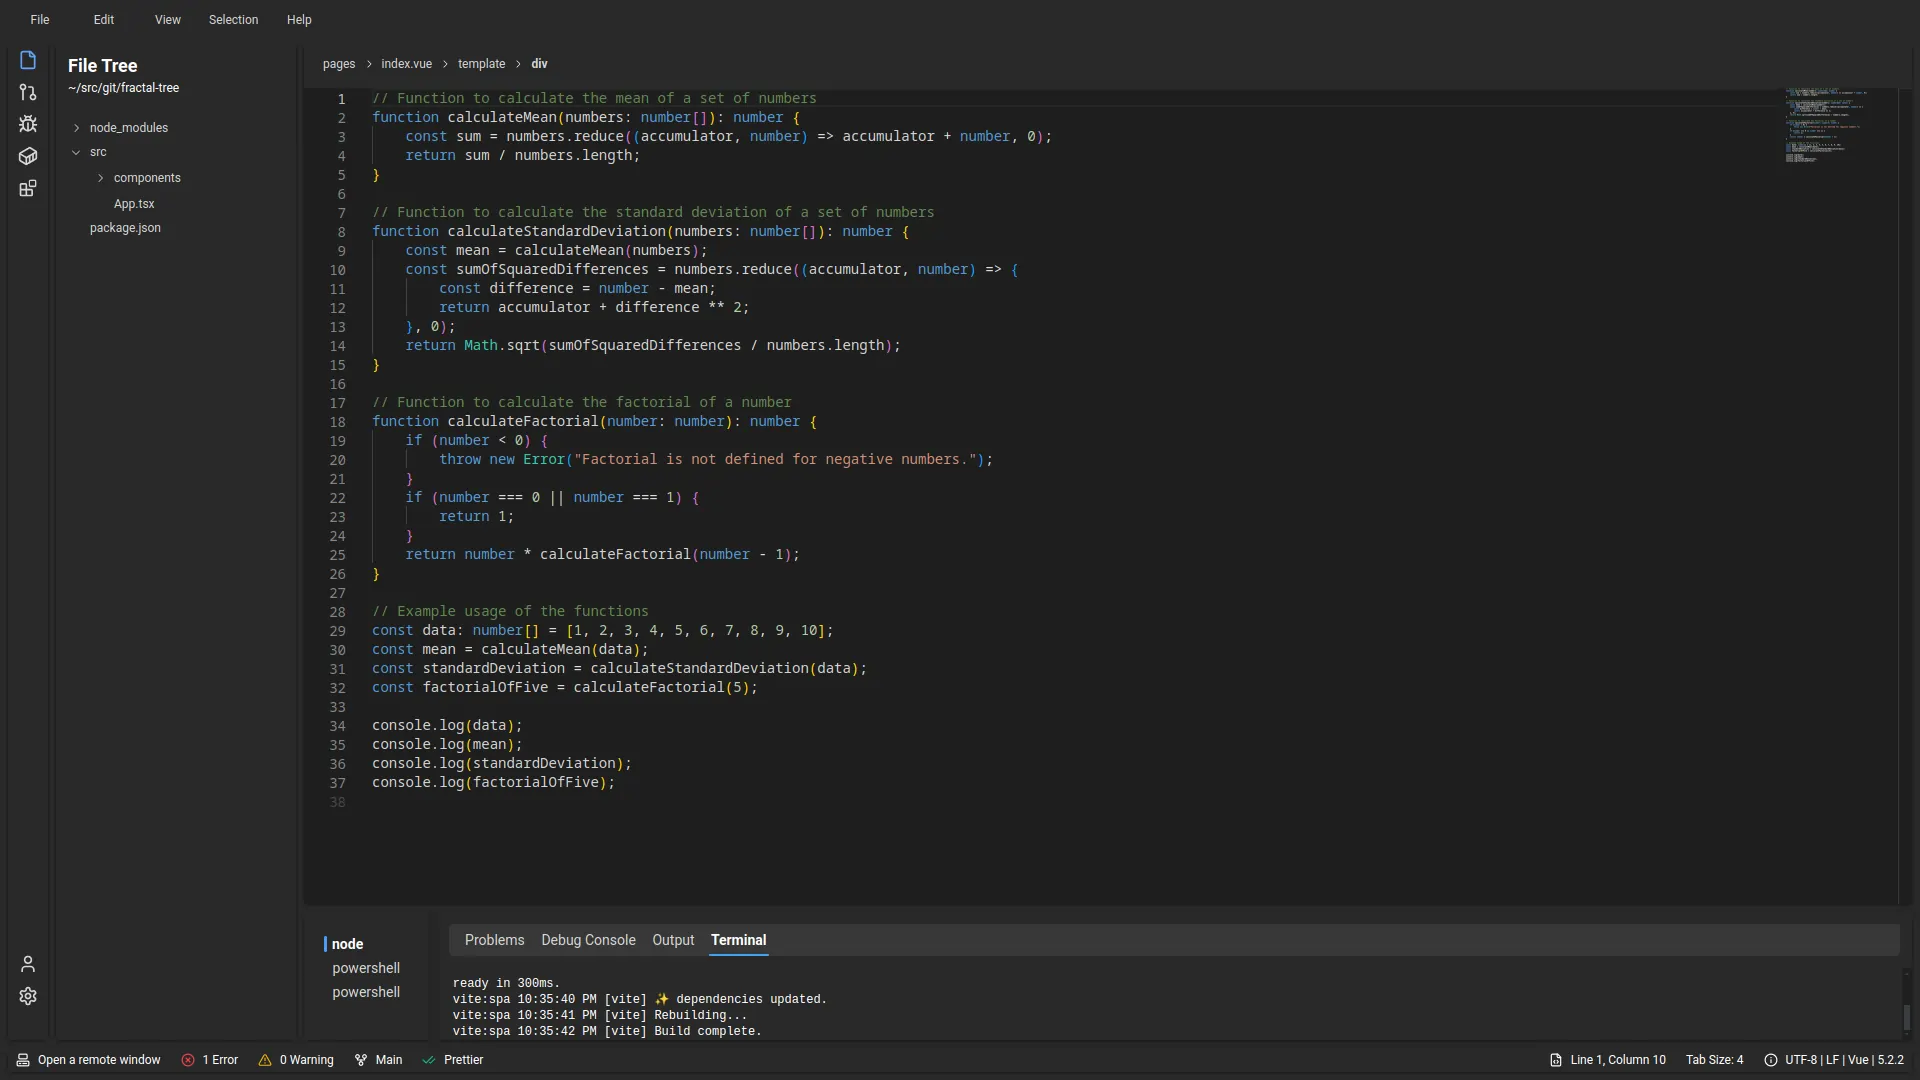 File Edit View Selection Help
File Tree
~/src/git/fractal-tree
node_modules
src
components
App.tsx
package.json
pages > index.vue > template > div
1 // Function to calculate the mean of a set of numbers
2 function calculateMean(numbers: number[]): number {
3 const sum = numbers.reduce((accumulator, number) => accumulator + number, 0);
4 return sum / numbers.length;
5 }
6
7 // Function to calculate the standard deviation of a set of numbers
8 function calculateStandardDeviation(numbers: number[]): number {
9 const mean = calculateMean(numbers);
10 const sumOfSquaredDifferences = numbers.reduce((accumulator, number) => {
11 const difference = number - mean;
12 return accumulator + difference ** 2;
13 }, 0);
14 return Math.sqrt(sumOfSquaredDifferences / numbers.length);
15 }
16
17 // Function to calculate the factorial of a number
18 function calculateFactorial(number: number): number {
19 if (number < 0) {
20 throw new Error("Factorial is not defined for negative numbers.");
21 }
22 if (number === 0 || number === 1) {
23 return 1;
24 }
25 return number * calculateFactorial(number - 1);
26 }
27
28 // Example usage of the functions
29 const data: number[] = [1, 2, 3, 4, 5, 6, 7, 8, 9, 10];
30 const mean = calculateMean(data);
31 const standardDeviation = calculateStandardDeviation(data);
32 const factorialOfFive = calculateFactorial(5);
33
34 console.log(data);
35 console.log(mean);
36 console.log(standardDeviation);
37 console.log(factorialOfFive);
38
node
powershell
powershell
Problems Debug Console Output Terminal
ready in 300ms.
vite:spa 10:35:40 PM [vite] ✨ dependencies updated.
vite:spa 10:35:41 PM [vite] Rebuilding...
vite:spa 10:35:42 PM [vite] Build complete.
Open a remote window 1 Error 0 Warning Main Prettier Line 1, Column 10 Tab Size: 4 UTF-8 | LF | Vue | 5.2.2